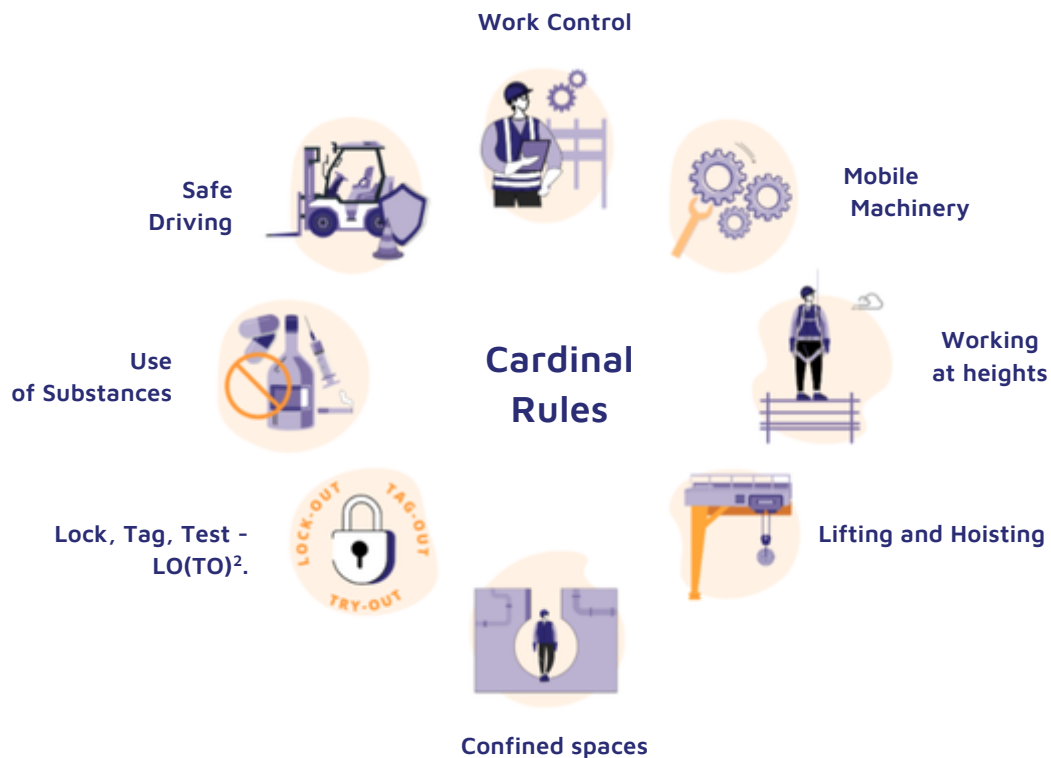 Work Control
Safe
Driving
Mobile
Machinery
Use
of Substances
Cardinal
Rules
Working
at heights
Lock, Tag, Test -
LO(TO)².
LOCK-OUT
TAG-OUT
TRY-OUT
Lifting and Hoisting
Confined spaces